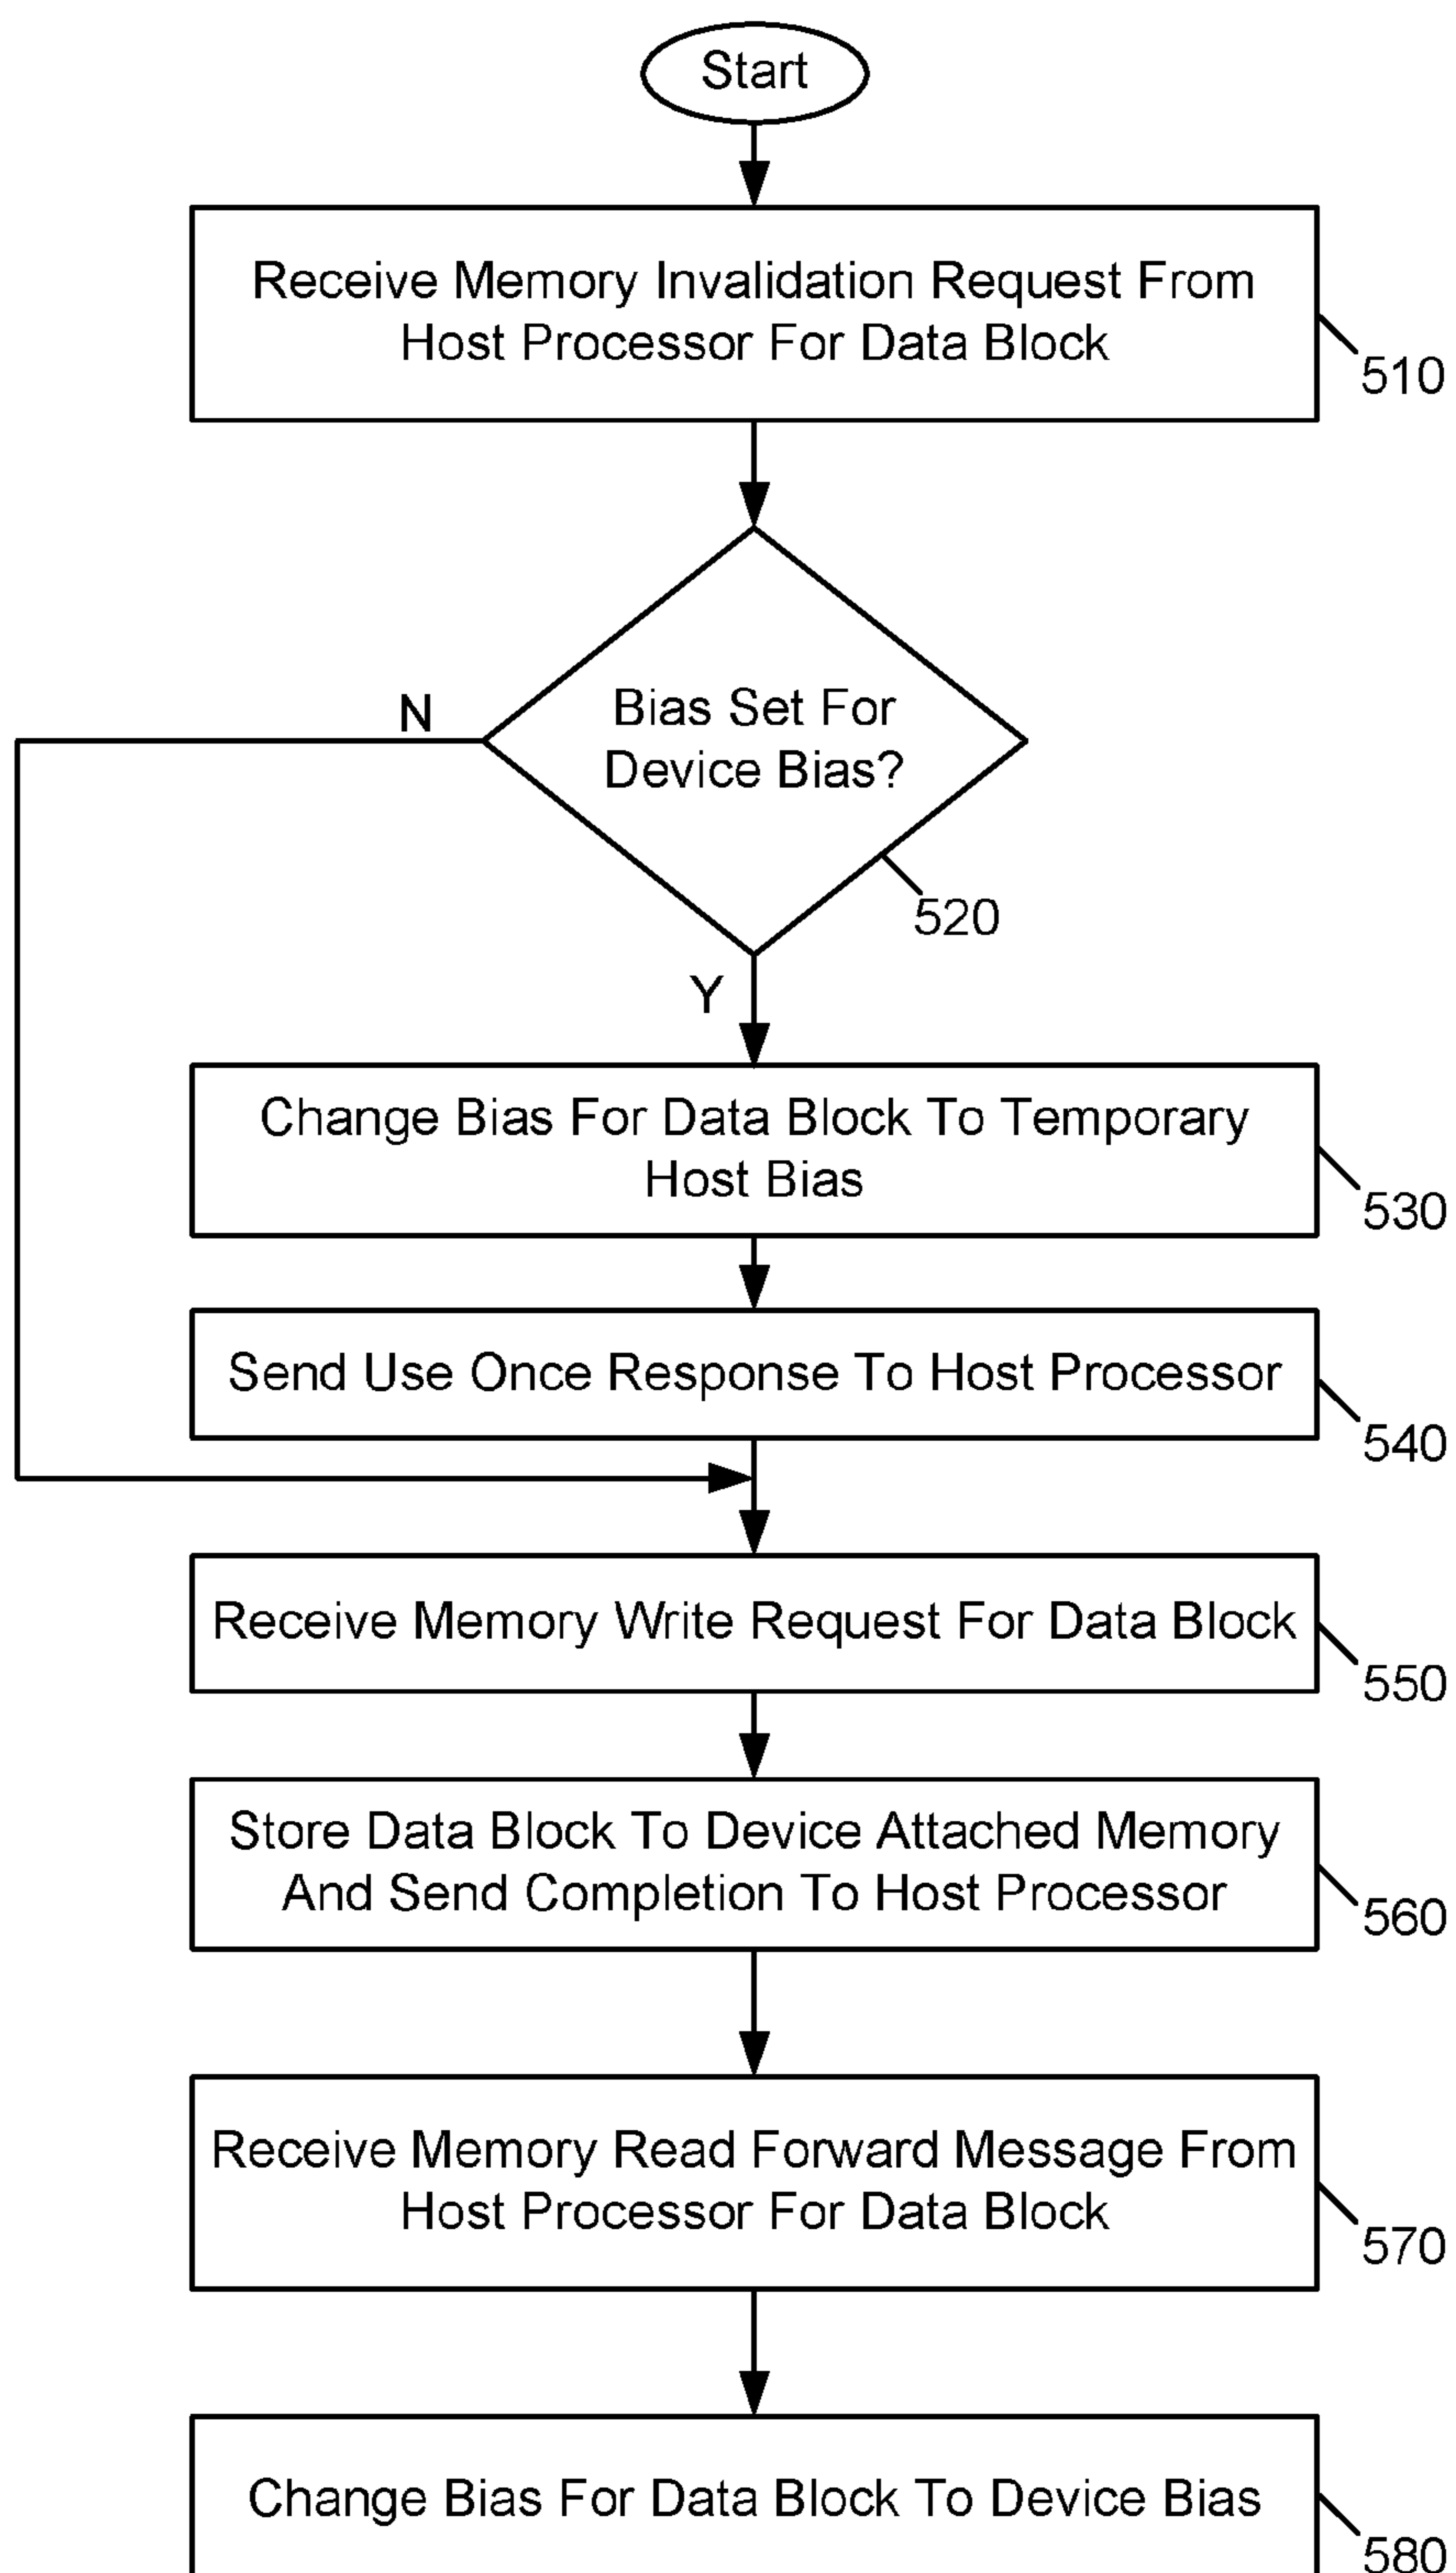 Start
Receive Memory Invalidation Request From
Host Processor For Data Block
510
N
Bias Set For
Device Bias?
520
Y
Change Bias For Data Block To Temporary
Host Bias
530
Send Use Once Response To Host Processor
540
Receive Memory Write Request For Data Block
550
Store Data Block To Device Attached Memory
And Send Completion To Host Processor
560
Receive Memory Read Forward Message From
Host Processor For Data Block
570
Change Bias For Data Block To Device Bias
580